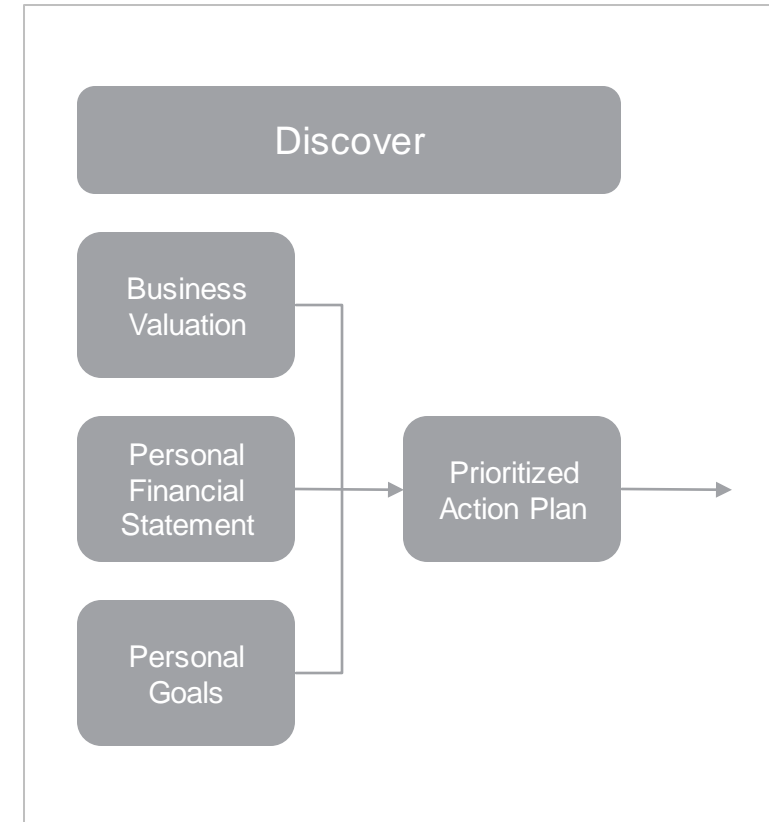 Discover
Business
Valuation
Personal
Financial
Statement
Prioritized
Action Plan
Personal
Goals